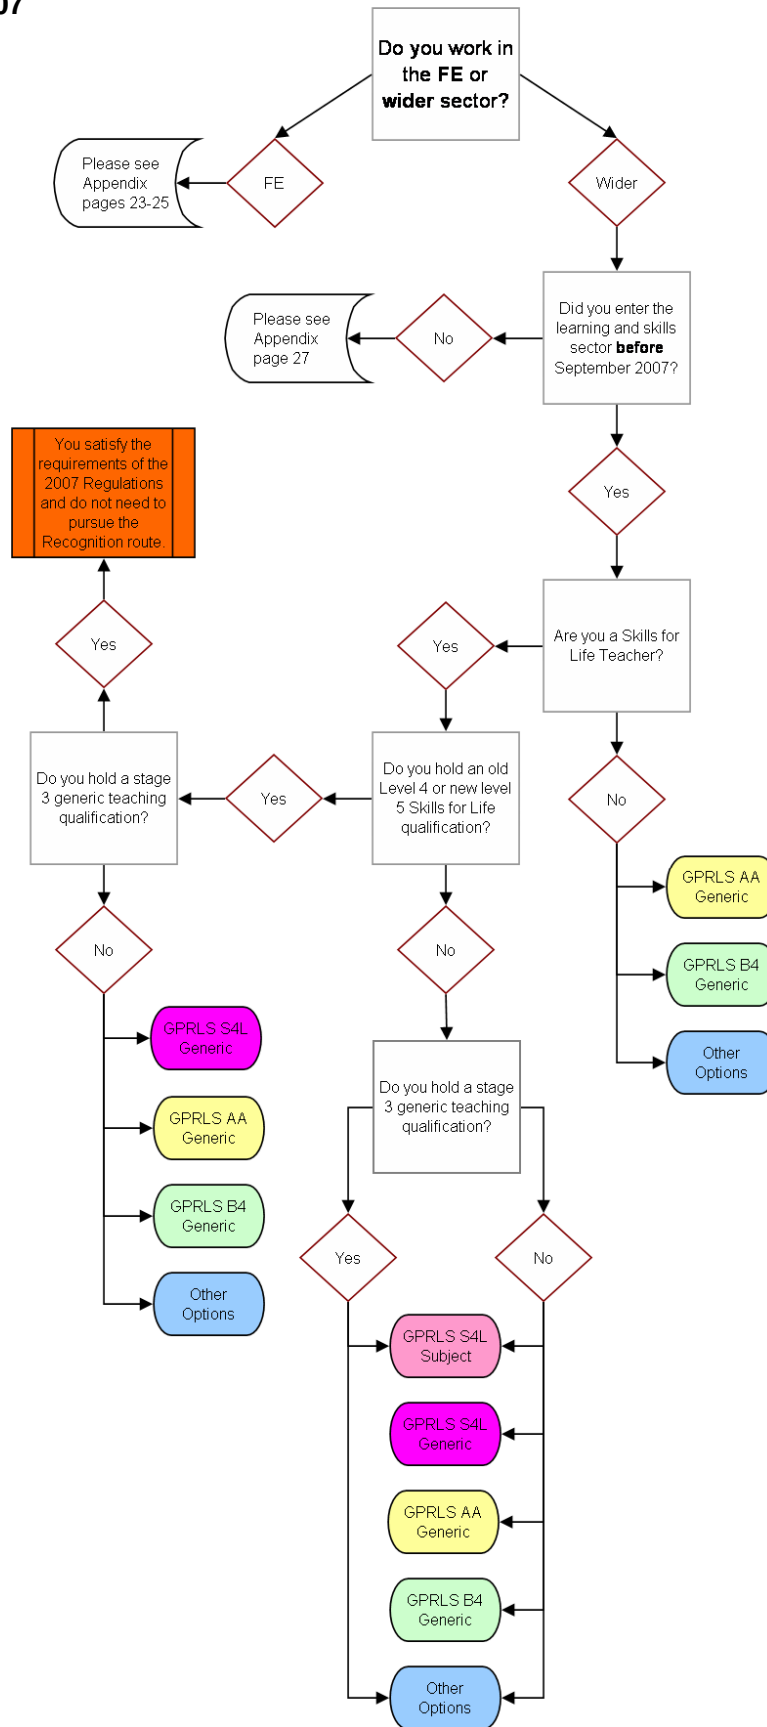 07
Do you work in
the FE or
wider sector?
Please see
Appendix
pages 23-25
FE
Wider
Please see
Appendix
page 27
No
Did you enter the
learning and skills
sector before
September 2007?
You satisfy the
requirements of the
2007 Regulations
and do not need to
pursue the
Recognition route.
Yes
Yes
Yes
Are you a Skills for
Life Teacher?
Do you hold a stage
3 generic teaching
qualification?
Yes
Do you hold an old
Level 4 or new level
5 Skills for Life
qualification?
No
GPRLS AA
Generic
GPRLS B4
Generic
Other
Options
No
No
GPRLS S4L
Generic
GPRLS AA
Generic
GPRLS B4
Generic
Other
Options
Do you hold a stage
3 generic teaching
qualification?
Yes
No
GPRLS S4L
Subject
GPRLS S4L
Generic
GPRLS AA
Generic
GPRLS B4
Generic
Other
Options